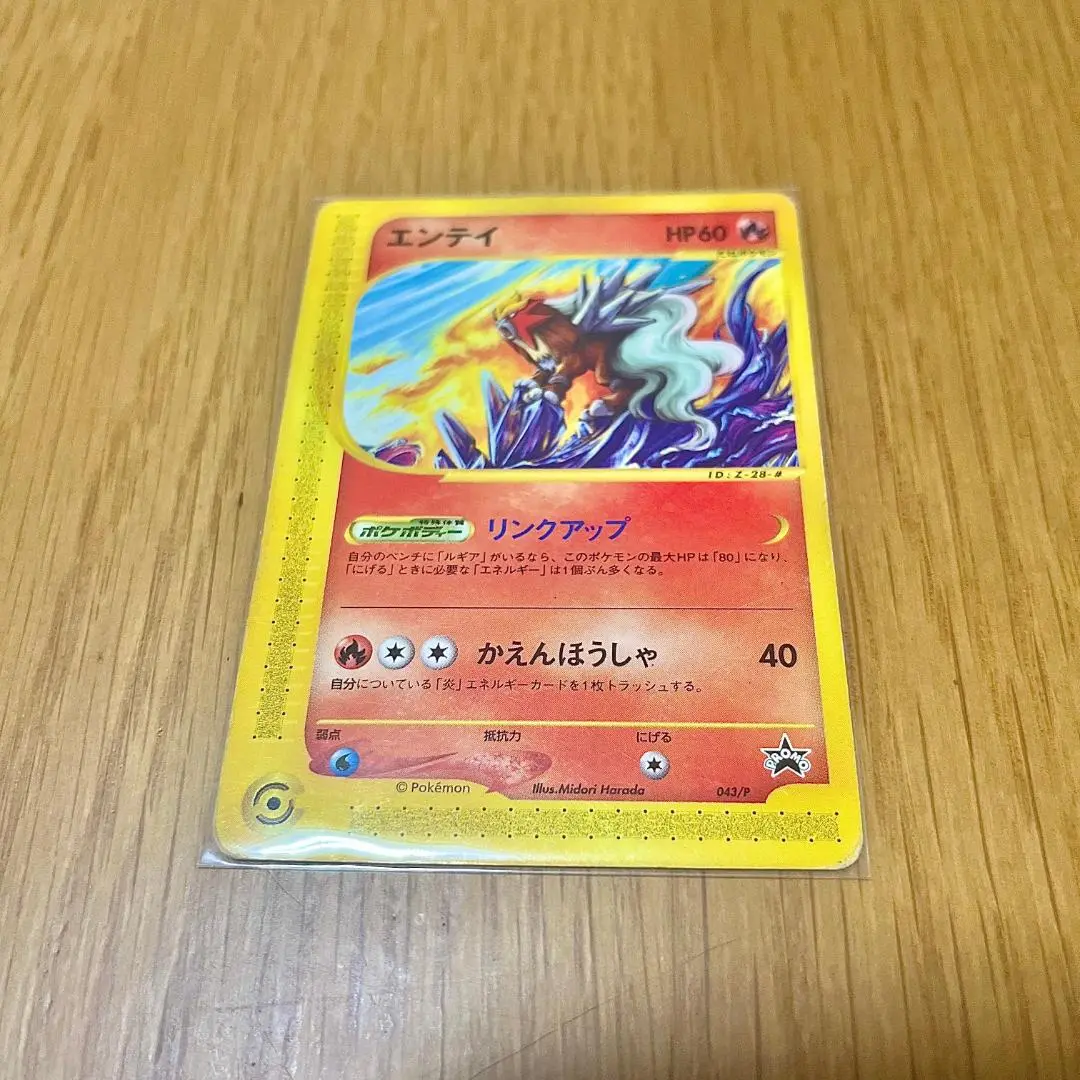 エンテイ HP60
ID:Z-28-#
特殊体質
ポケボディー リンクアップ
自分のベンチに「ルギア」がいるなら、このポケモンの最大HPは「80」になり、
「にげる」ときに必要な「エネルギー」は1個ぶん多くなる。
かえんほうしゃ 40
自分についている「炎」エネルギーカードを1枚トラッシュする。
弱点 抵抗力 にげる
PROMO
©Pokémon Illus.Midori Harada 043/P